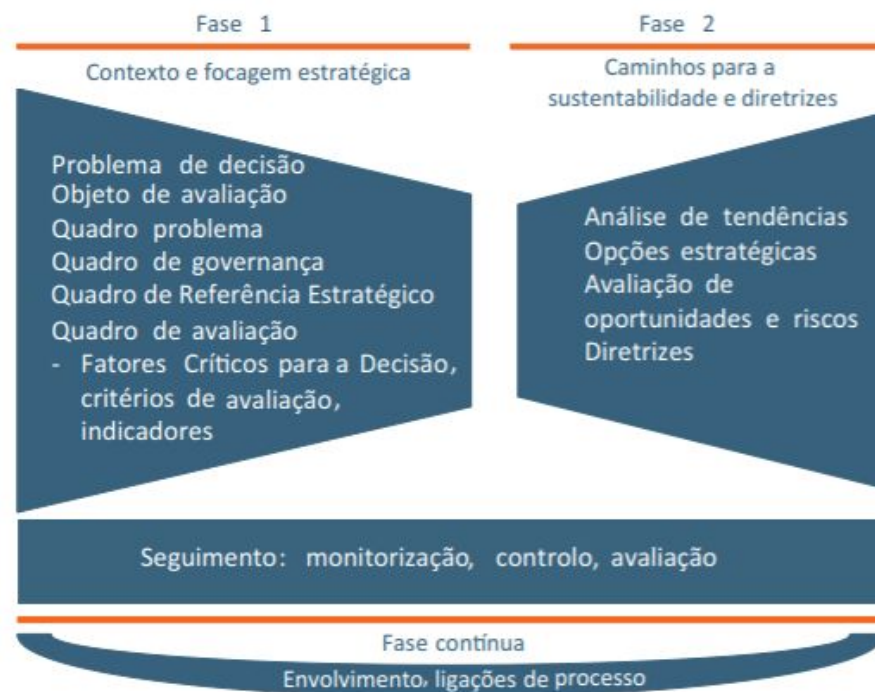 Fase 1
Contexto e focagem estratégica
Problema de decisão
Objeto de avaliação
Quadro problema
Quadro de governança
Quadro de Referência Estratégico
Quadro de avaliação
- Fatores Críticos para a Decisão,
critérios de avaliação,
indicadores
Fase 2
Caminhos para a
sustentabilidade e diretrizes
Análise de tendências
Opções estratégicas
Avaliação de
oportunidades e riscos
Diretrizes
Seguimento: monitorização, controlo, avaliação
Fase contínua
Envolvimento, ligações de processo